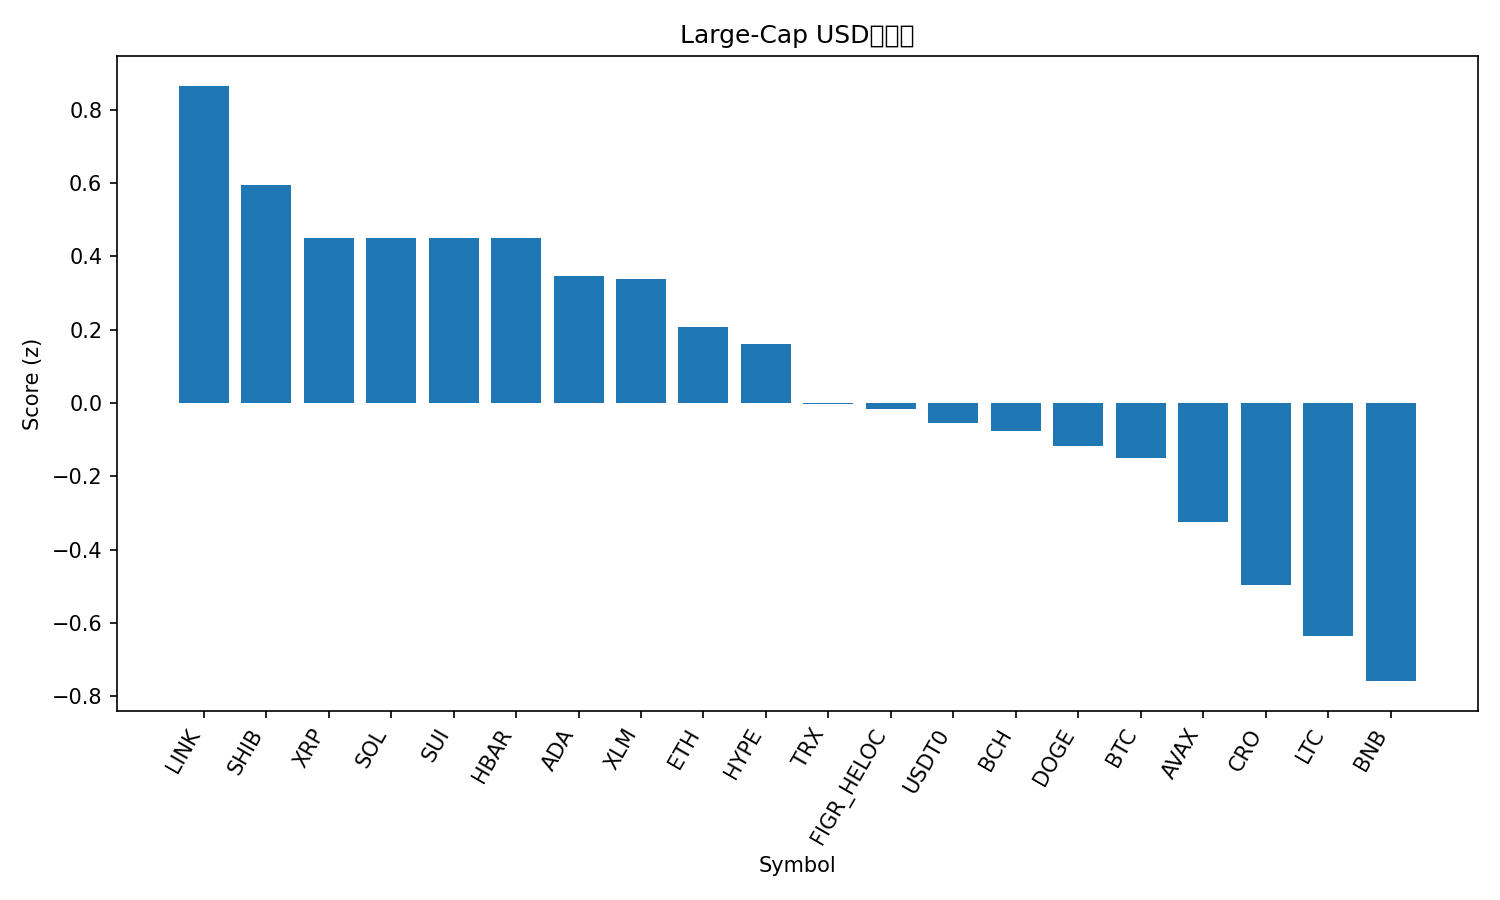 Large-Cap USD
Score (z)
0.8
0.6
0.4
0.2
0.0
−0.2
−0.4
−0.6
−0.8
LINK
SHIB
XRP
SOL
SUI
HBAR
ADA
XLM
ETH
HYPE
TRX
FIGR_HELOC
USDT0
BCH
DOGE
BTC
AVAX
CRO
LTC
BNB
Symbol